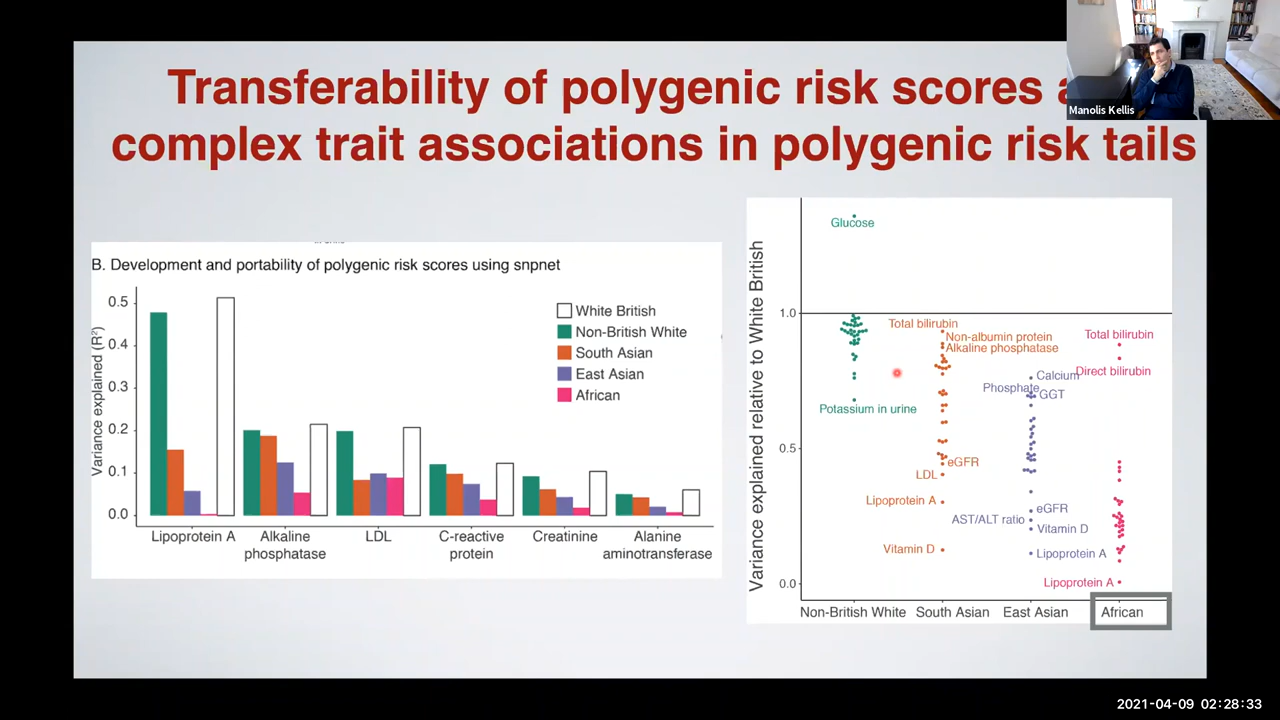 Transferability of polygenic risk scores a
complex trait associations in polygenic risk tails
Manolis Kellis
B. Development and portability of polygenic risk scores using snpnet
Variance explained (R²)
0.5
0.4
0.3
0.2
0.1
0.0
White British
Non-British White
South Asian
East Asian
African
Lipoprotein A
Alkaline
phosphatase
LDL
C-reactive
protein
Creatinine
Alanine
aminotransferase
Variance explained relative to White British
1.0
0.5
0.0
Glucose
Potassium in urine
Total bilirubin
Non-albumin protein
Alkaline phosphatase
eGFR
LDL
Lipoprotein A
Vitamin D
Calcium
Phosphate
GGT
eGFR
AST/ALT ratio
Vitamin D
Lipoprotein A
Total bilirubin
Direct bilirubin
Lipoprotein A
Non-British White
South Asian
East Asian
African
2021-04-09 02:28:33